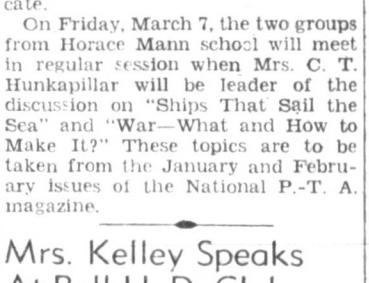 cate.
On Friday, March 7, the two groups
from Horace Mann school will meet
in regular session when Mrs. C. T.
Hunkapillar will be leader of the
discussion on "Ships That Sail the
Sea" and "War—What and How to
Make It?" These topics are to be
taken from the January and Febru-
ary issues of the National P.-T. A.
magazine.
Mrs. Kelley Speaks